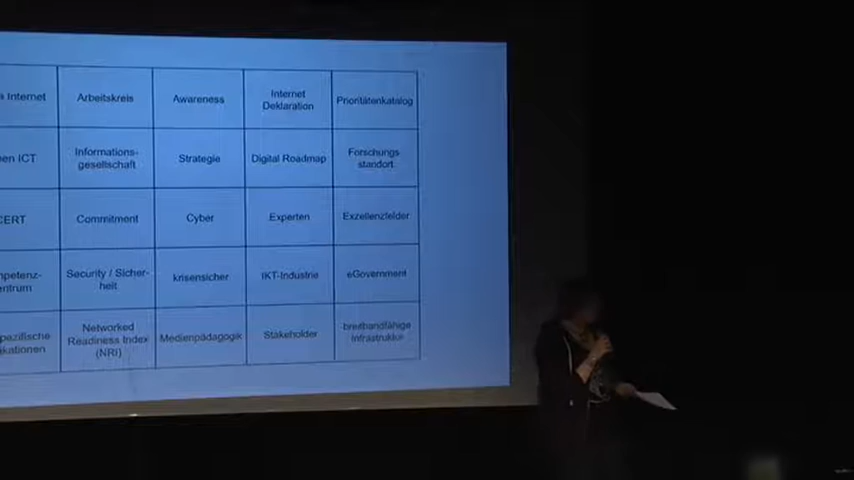 Internet Arbeitskreis Awareness Internet Deklaration Prioritätenkatalog
ICT Informations-gesellschaft Strategie Digital Roadmap Forschungs-standort
CERT Commitment Cyber Experten Exzellenzfelder
Security / Sicher-heit krisensicher IKT-Industrie eGovernment
Networked Readiness Index (NRI) Medienpädagogik Stakeholder breitbandfähige Infrastruktur